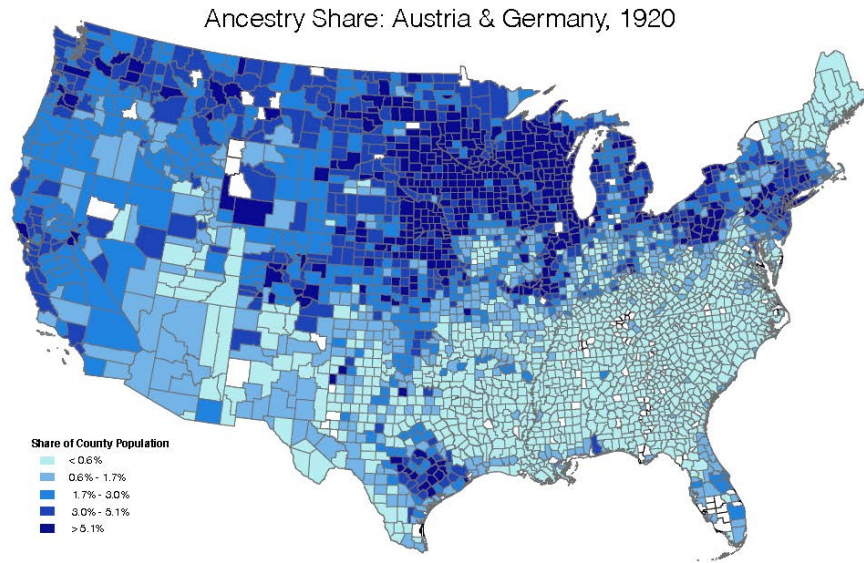 Ancestry Share: Austria & Germany, 1920
Share of County Population
< 0.6%
0.6% - 1.7%
1.7% - 3.0%
3.0% - 5.1%
> 5.1%